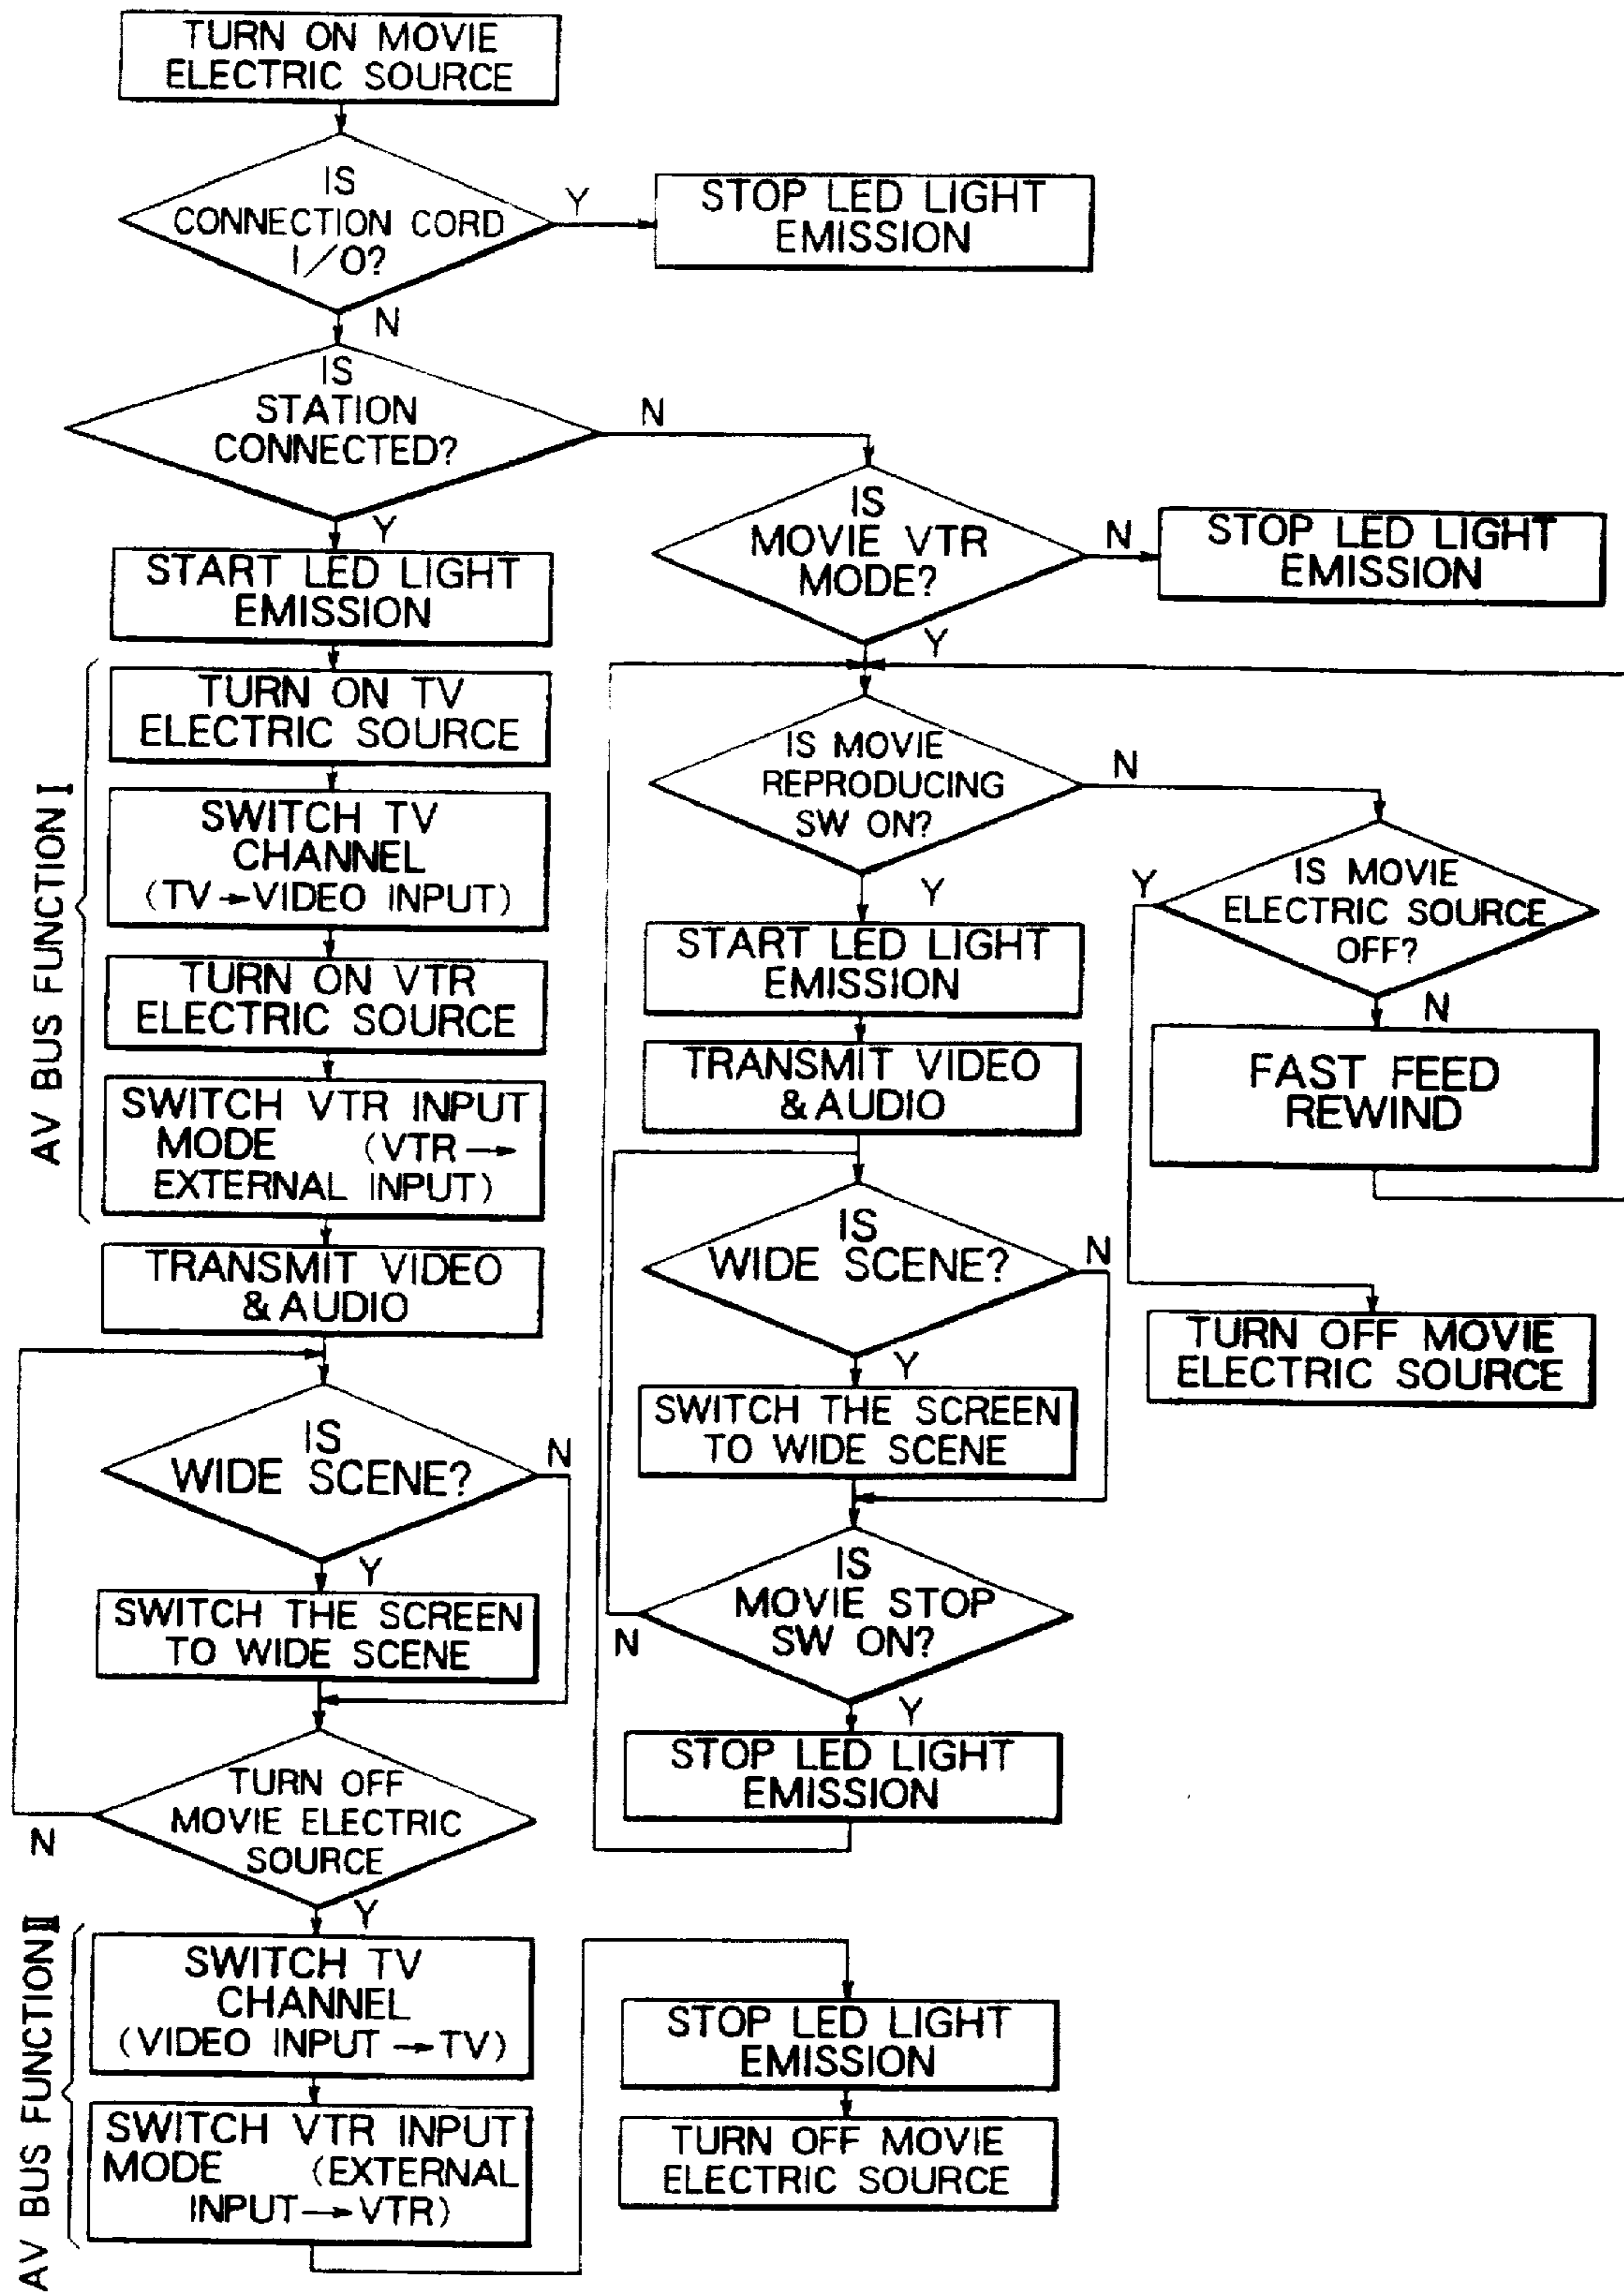 TURN ON MOVIE
ELECTRIC SOURCE
IS
CONNECTION CORD
I/O?
Y
STOP LED LIGHT
EMISSION
N
IS
STATION
CONNECTED?
N
Y
START LED LIGHT
EMISSION
AV BUS FUNCTION I
TURN ON TV
ELECTRIC SOURCE
SWITCH TV
CHANNEL
(TV→VIDEO INPUT)
TURN ON VTR
ELECTRIC SOURCE
SWITCH VTR INPUT
MODE (VTR→
EXTERNAL INPUT)
TRANSMIT VIDEO
& AUDIO
IS
WIDE SCENE?
N
Y
SWITCH THE SCREEN
TO WIDE SCENE
TURN OFF
MOVIE ELECTRIC
SOURCE
N
Y
AV BUS FUNCTION II
SWITCH TV
CHANNEL
(VIDEO INPUT→TV)
SWITCH VTR INPUT
MODE (EXTERNAL
INPUT→VTR)
STOP LED LIGHT
EMISSION
TURN OFF MOVIE
ELECTRIC SOURCE
IS
MOVIE VTR
MODE?
N
STOP LED LIGHT
EMISSION
Y
IS MOVIE
REPRODUCING
SW ON?
N
Y
START LED LIGHT
EMISSION
TRANSMIT VIDEO
& AUDIO
IS
WIDE SCENE?
N
Y
SWITCH THE SCREEN
TO WIDE SCENE
IS
MOVIE STOP
SW ON?
N
Y
STOP LED LIGHT
EMISSION
IS MOVIE
ELECTRIC SOURCE
OFF?
Y
N
FAST FEED
REWIND
TURN OFF MOVIE
ELECTRIC SOURCE